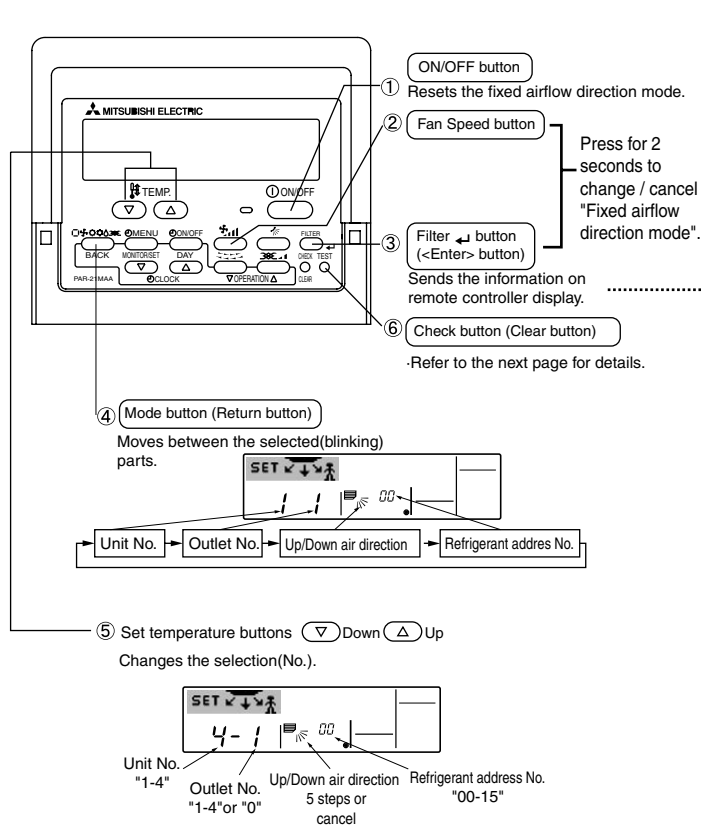 ON/OFF button
① Resets the fixed airflow direction mode.
② Fan Speed button
Press for 2
seconds to
change / cancel
"Fixed airflow
direction mode".
③ Filter ↵ button
(<Enter> button)
Sends the information on
remote controller display.
⑥ Check button (Clear button)
·Refer to the next page for details.
MITSUBISHI ELECTRIC
TEMP.
ON/OFF
MENU
ON/OFF
FILTER
BACK
MONITOR/SET
DAY
CHECK TEST
PAR-21MAA
CLOCK
▽OPERATION△
CLEAR
④ Mode button (Return button)
Moves between the selected(blinking)
parts.
SET
1 1 00
Unit No.
Outlet No.
Up/Down air direction
Refrigerant addres No.
⑤ Set temperature buttons ▽ Down △ Up
Changes the selection(No.).
SET
4- 1 00
Unit No.
"1-4"
Outlet No.
"1-4"or "0"
Up/Down air direction
5 steps or
cancel
Refrigerant address No.
"00-15"